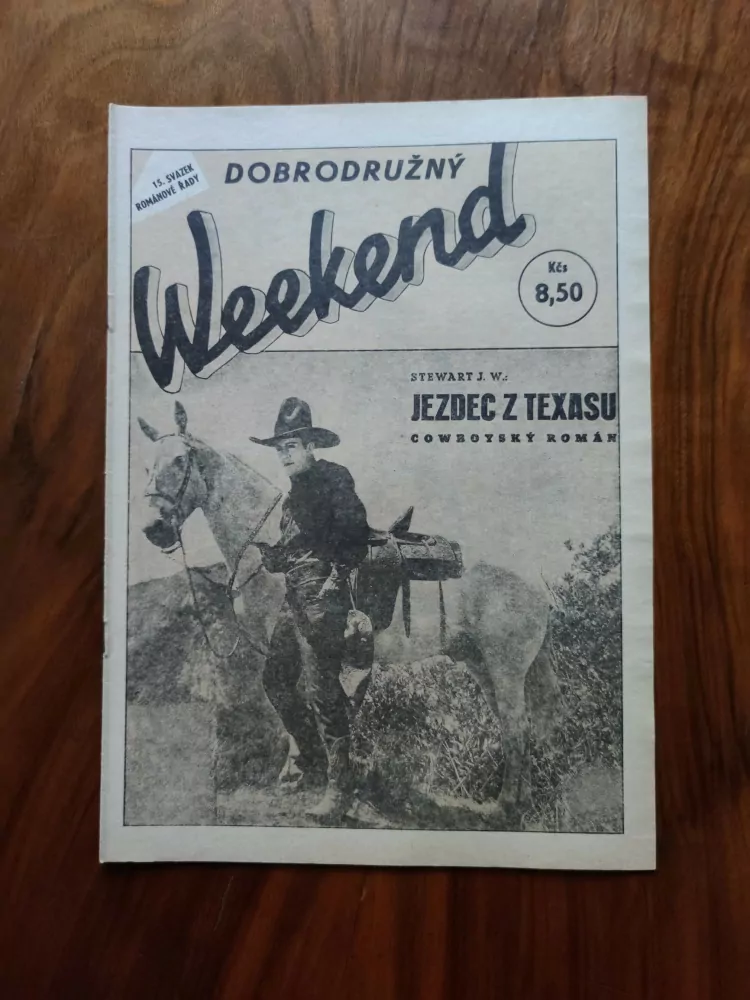 15. SVAZEK
ROMÁNOVÉ ŘADY
DOBRODRUŽNÝ
Weekend
Kčs
8,50
STEWART J. W.:
JEZDEC Z TEXASU
COWBOYSKÝ ROMÁN